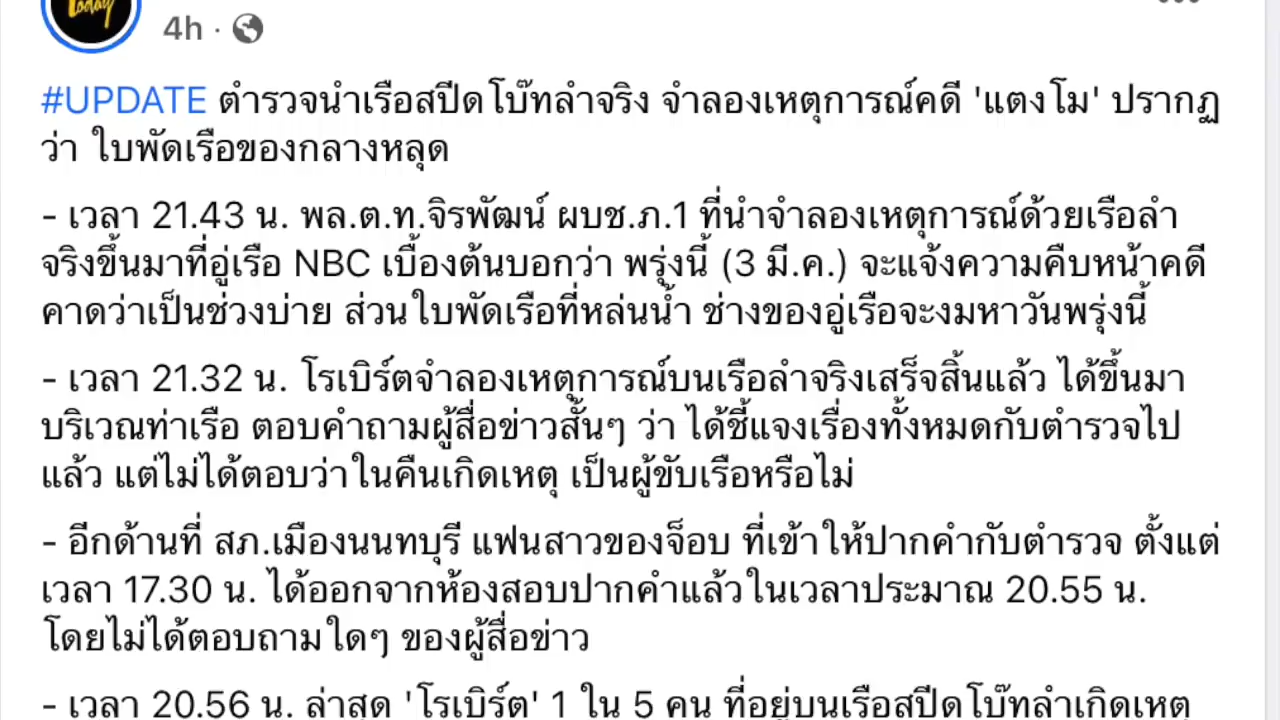 Today
4h ·
#UPDATE ตำรวจนำเรือสปีดโบ๊ทลำจริง จำลองเหตุการณ์คดี 'แตงโม' ปรากฏ
ว่า ใบพัดเรือของกลางหลุด
- เวลา 21.43 น. พล.ต.ท.จิรพัฒน์ ผบช.ภ.1 ที่นำจำลองเหตุการณ์ด้วยเรือลำ
จริงขึ้นมาที่อู่เรือ NBC เบื้องต้นบอกว่า พรุ่งนี้ (3 มี.ค.) จะแจ้งความคืบหน้าคดี
คาดว่าเป็นช่วงบ่าย ส่วนใบพัดเรือที่หล่นน้ำ ช่างของอู่เรือจะงมหาวันพรุ่งนี้
- เวลา 21.32 น. โรเบิร์ตจำลองเหตุการณ์บนเรือลำจริงเสร็จสิ้นแล้ว ได้ขึ้นมา
บริเวณท่าเรือ ตอบคำถามผู้สื่อข่าวสั้นๆ ว่า ได้ชี้แจงเรื่องทั้งหมดกับตำรวจไป
แล้ว แต่ไม่ได้ตอบว่าในคืนเกิดเหตุ เป็นผู้ขับเรือหรือไม่
- อีกด้านที่ สภ.เมืองนนทบุรี แฟนสาวของจ็อบ ที่เข้าให้ปากคำกับตำรวจ ตั้งแต่
เวลา 17.30 น. ได้ออกจากห้องสอบปากคำแล้วในเวลาประมาณ 20.55 น.
โดยไม่ได้ตอบถามใดๆ ของผู้สื่อข่าว
- เวลา 20.56 น. ล่าสุด 'โรเบิร์ต' 1 ใน 5 คน ที่อยู่บนเรือสปีดโบ๊ทลำเกิดเหตุ